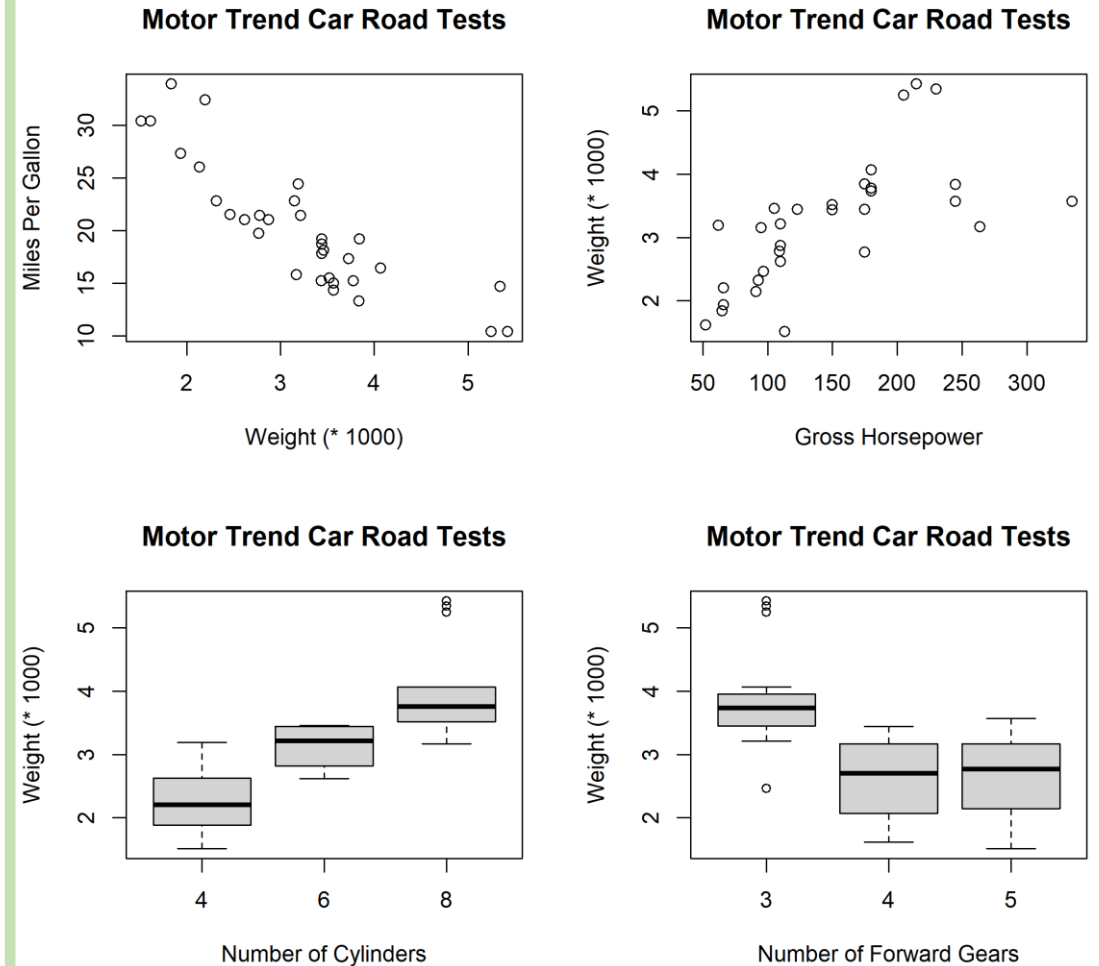 Motor Trend Car Road Tests
Miles Per Gallon
30
25
20
15
10
2 3 4 5
Weight (* 1000)
Motor Trend Car Road Tests
Weight (* 1000)
5
4
3
2
50 100 150 200 250 300
Gross Horsepower
Motor Trend Car Road Tests
Weight (* 1000)
5
4
3
2
4 6 8
Number of Cylinders
Motor Trend Car Road Tests
Weight (* 1000)
5
4
3
2
3 4 5
Number of Forward Gears